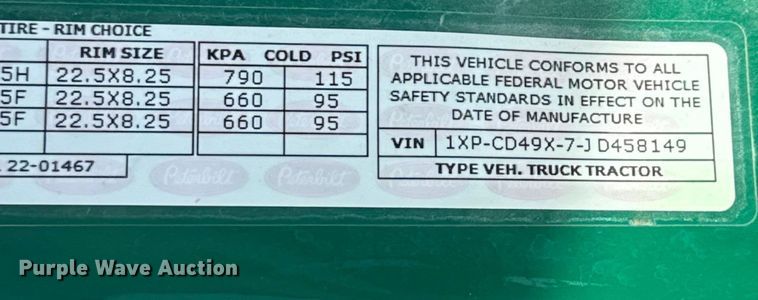 TIRE - RIM CHOICE
RIM SIZE KPA COLD PSI
5H 22.5X8.25 790 115
5F 22.5X8.25 660 95
5F 22.5X8.25 660 95
22-01467
THIS VEHICLE CONFORMS TO ALL
APPLICABLE FEDERAL MOTOR VEHICLE
SAFETY STANDARDS IN EFFECT ON THE
DATE OF MANUFACTURE
VIN 1XP-CD49X-7-JD458149
TYPE VEH. TRUCK TRACTOR
Peterbilt Peterbilt
Purple Wave Auction